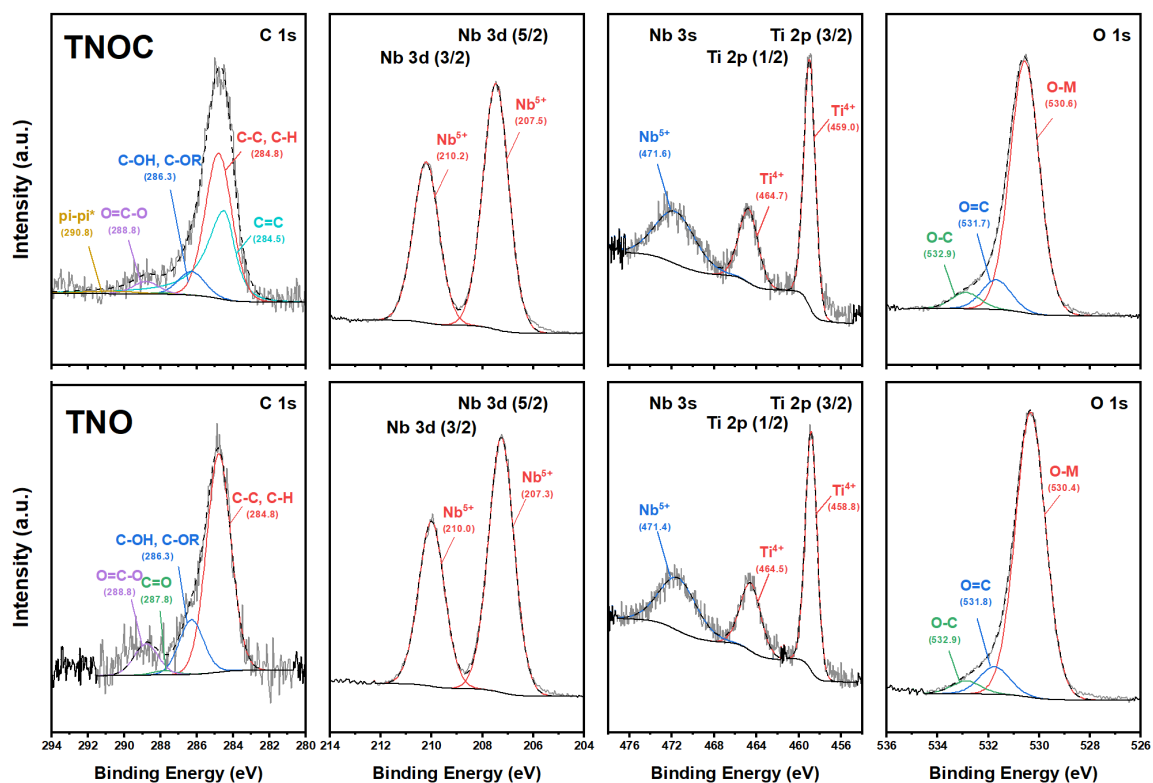 TNOC
C 1s
C-C, C-H
(284.8)
C-OH, C-OR
(286.3)
O=C-O
(288.8)
pi-pi*
(290.8)
C=C
(284.5)
Intensity (a.u.)
Nb 3d (5/2)
Nb 3d (3/2)
Nb5+
(207.5)
Nb5+
(210.2)
Nb 3s
Ti 2p (3/2)
Ti 2p (1/2)
Ti4+
(459.0)
Nb5+
(471.6)
Ti4+
(464.7)
O 1s
O-M
(530.6)
O=C
(531.7)
O-C
(532.9)
TNO
C 1s
C-C, C-H
(284.8)
C-OH, C-OR
(286.3)
O=C-O
(288.8)
C=O
(287.8)
Intensity (a.u.)
Nb 3d (5/2)
Nb 3d (3/2)
Nb5+
(207.3)
Nb5+
(210.0)
Nb 3s
Ti 2p (3/2)
Ti 2p (1/2)
Ti4+
(458.8)
Nb5+
(471.4)
Ti4+
(464.5)
O 1s
O-M
(530.4)
O=C
(531.8)
O-C
(532.9)
294 292 290 288 286 284 282 280
214 212 210 208 206 204
476 472 468 464 460 456
536 534 532 530 528 526
Binding Energy (eV)
Binding Energy (eV)
Binding Energy (eV)
Binding Energy (eV)